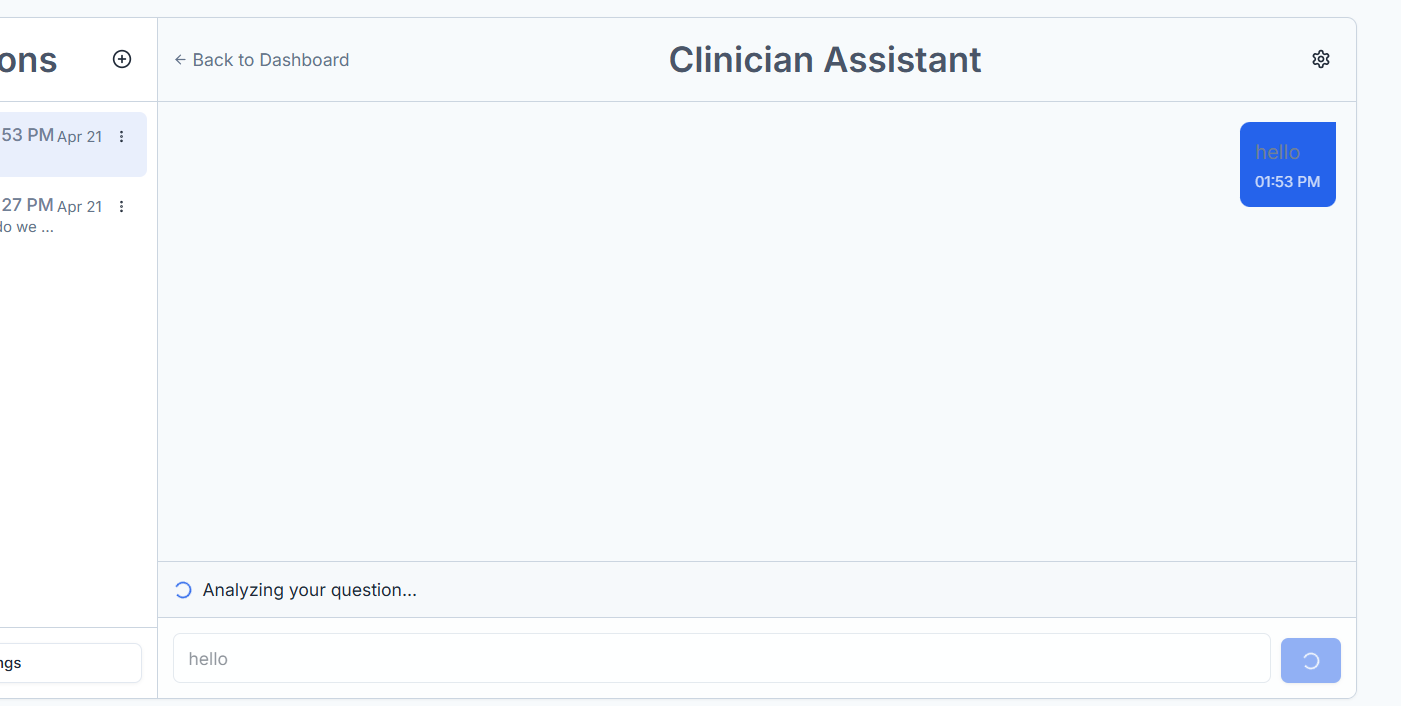 ons
← Back to Dashboard
Clinician Assistant
53 PM Apr 21
27 PM Apr 21
do we ...
hello
01:53 PM
Analyzing your question...
hello
ngs